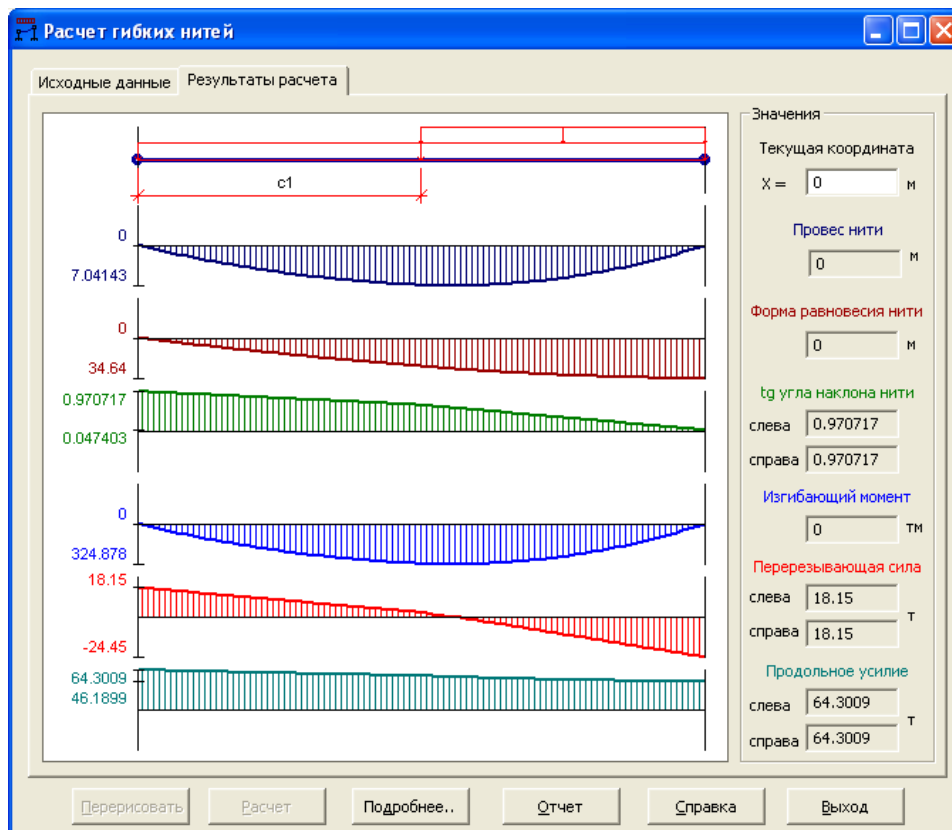 Расчет гибких нитей
Исходные данные
Результаты расчета
c1
0
7.04143
0
34.64
0.970717
0.047403
0
324.878
18.15
-24.45
64.3009
46.1899
Значения
Текущая координата
X = 0 м
Провес нити
0 м
Форма равновесия нити
0 м
tg угла наклона нити
слева 0.970717
справа 0.970717
Изгибающий момент
0 тм
Перерезывающая сила
слева 18.15
т
справа 18.15
Продольное усилие
слева 64.3009
т
справа 64.3009
Перерисовать
Расчет
Подробнее..
Отчет
Справка
Выход